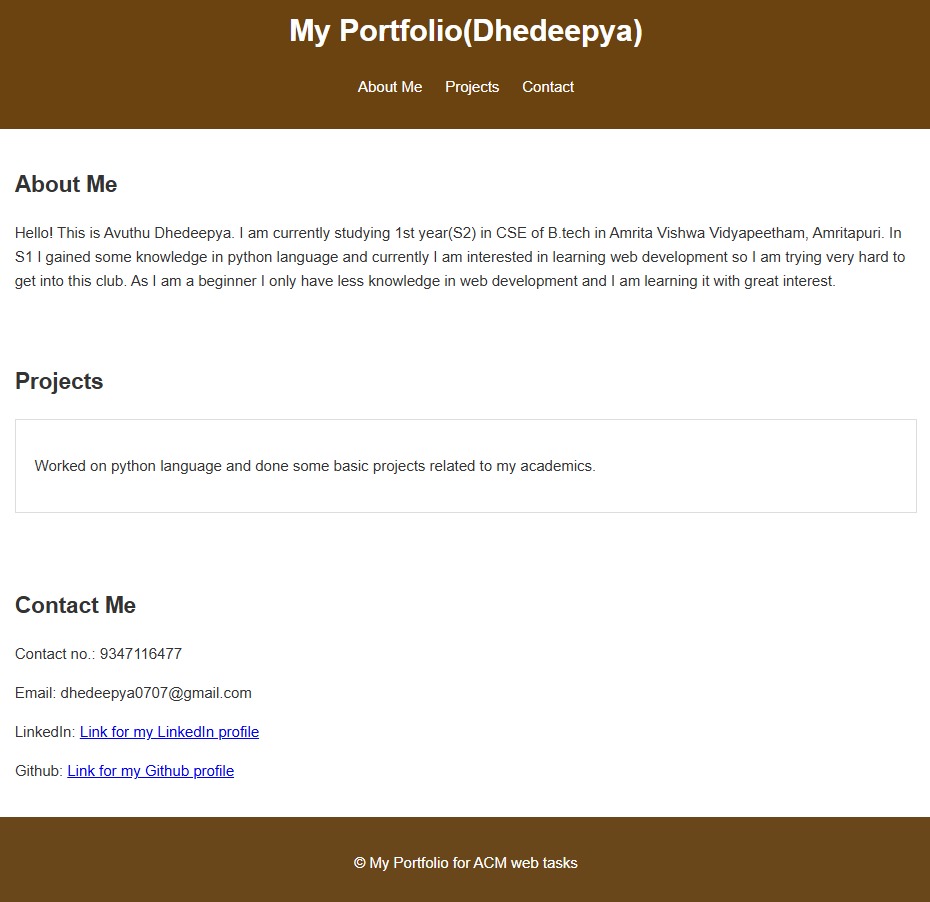 My Portfolio(Dhedeepya)
About Me Projects Contact
About Me
Hello! This is Avuthu Dhedeepya. I am currently studying 1st year(S2) in CSE of B.tech in Amrita Vishwa Vidyapeetham, Amritapuri. In
S1 I gained some knowledge in python language and currently I am interested in learning web development so I am trying very hard to
get into this club. As I am a beginner I only have less knowledge in web development and I am learning it with great interest.
Projects
Worked on python language and done some basic projects related to my academics.
Contact Me
Contact no.: 9347116477
Email: dhedeepya0707@gmail.com
LinkedIn: Link for my LinkedIn profile
Github: Link for my Github profile
© My Portfolio for ACM web tasks